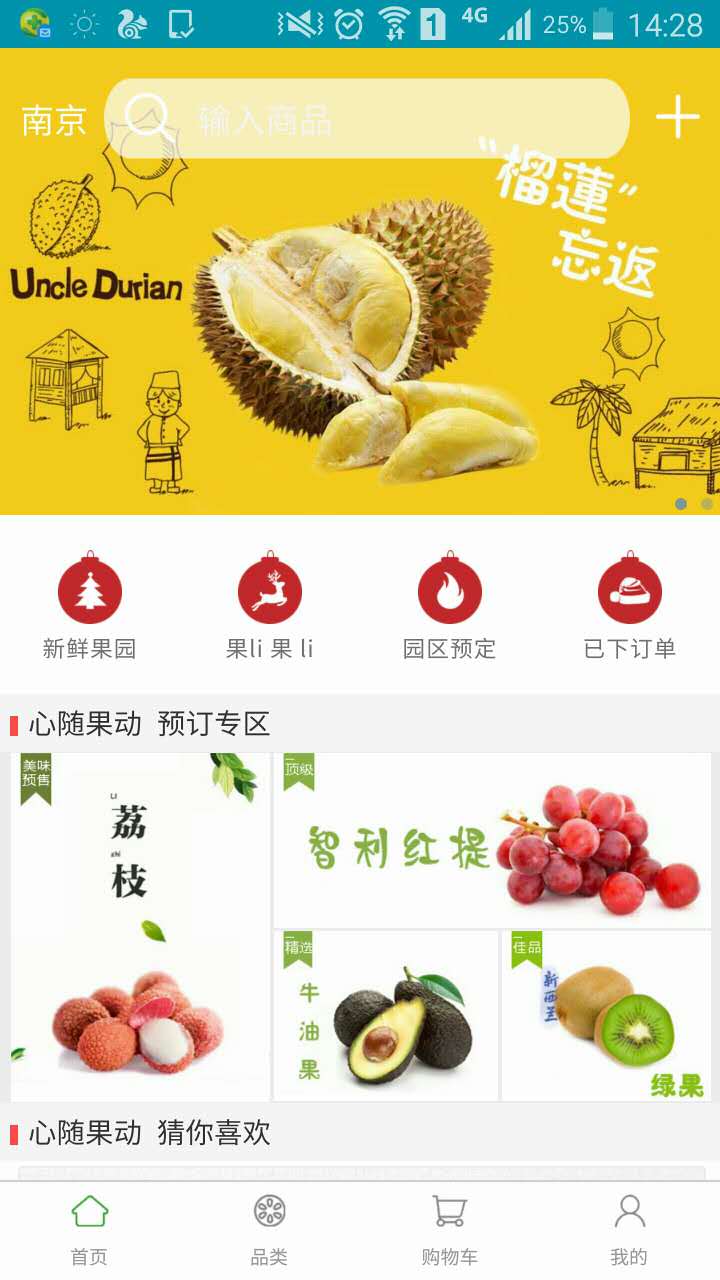 4G 25% 14:28
南京 输入商品
“榴蓮”
忘返
Uncle Durian
新鲜果园 果li 果 li 园区预定 已下订单
心随果动 预订专区
美味
预售
Li
荔
zhi
枝
顶级
智利红提
精选
牛
油
果
佳品
新
西
兰
绿果
心随果动 猜你喜欢
首页 品类 购物车 我的